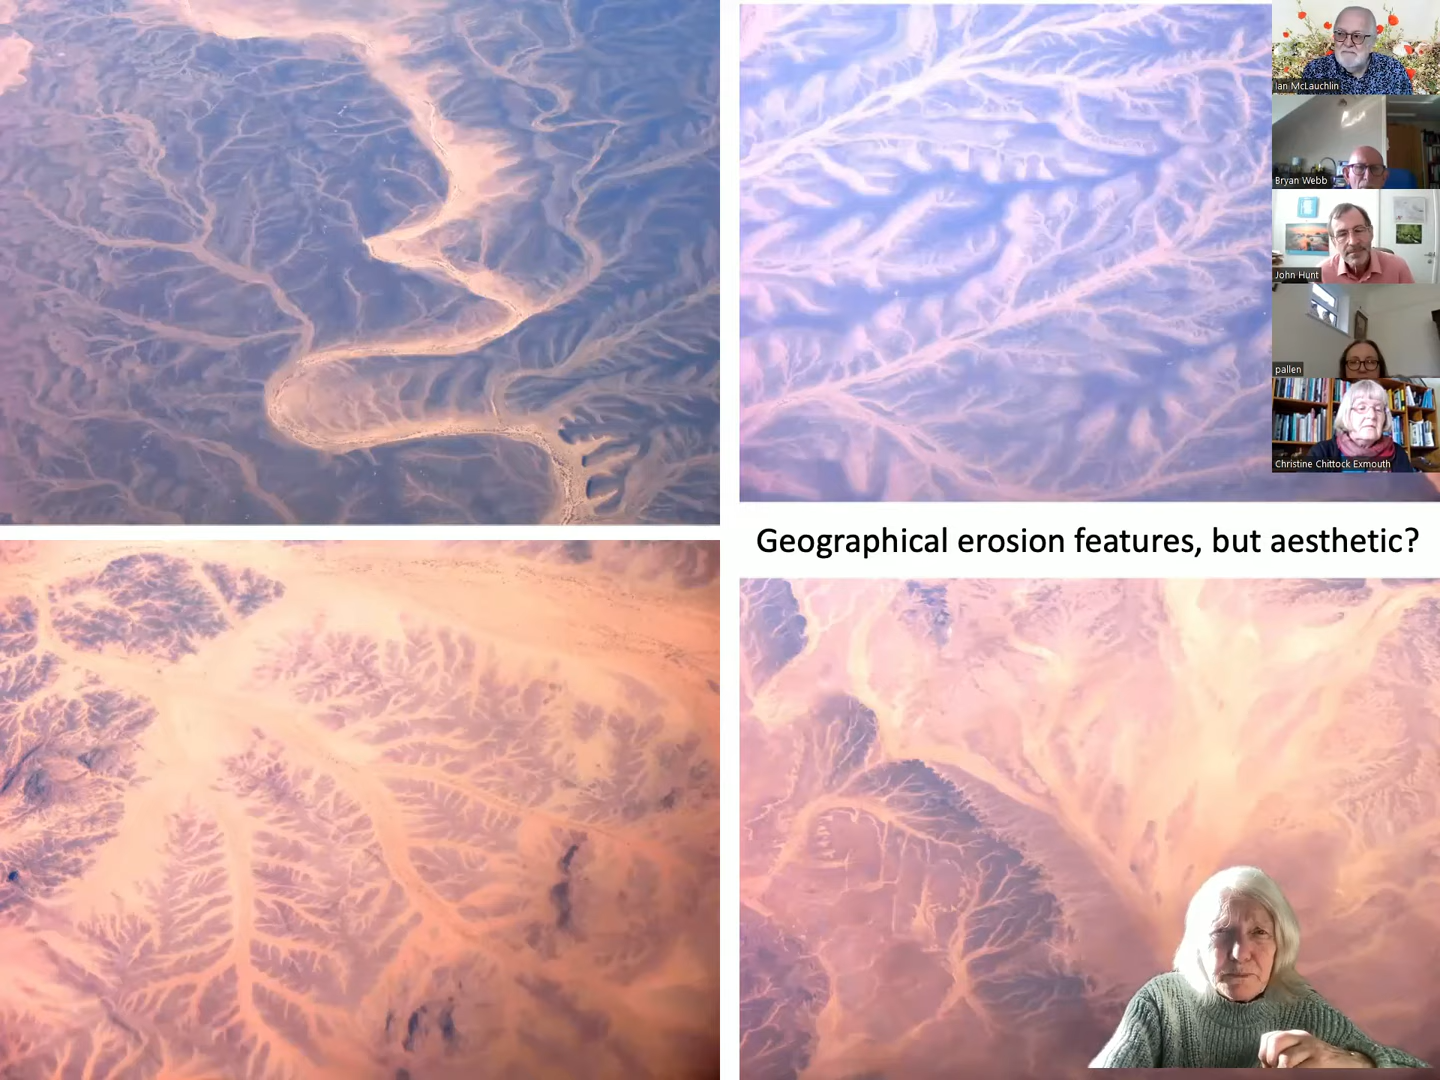 Ian McLauchlin
Bryan Webb
John Hunt
pallen
Christine Chittock Exmouth
Geographical erosion features, but aesthetic?